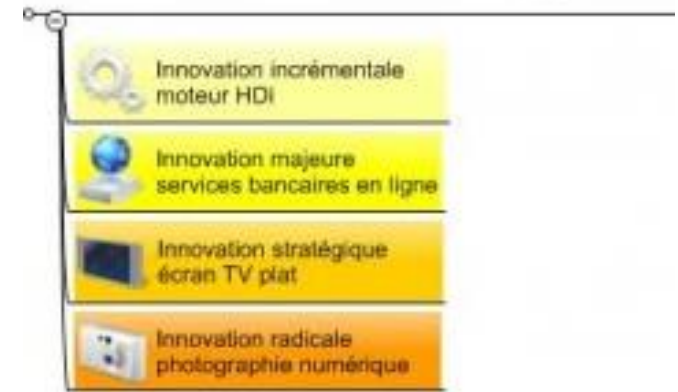 Innovation incrémentale
moteur HDi
Innovation majeure
services bancaires en ligne
Innovation stratégique
écran TV plat
Innovation radicale
photographie numérique